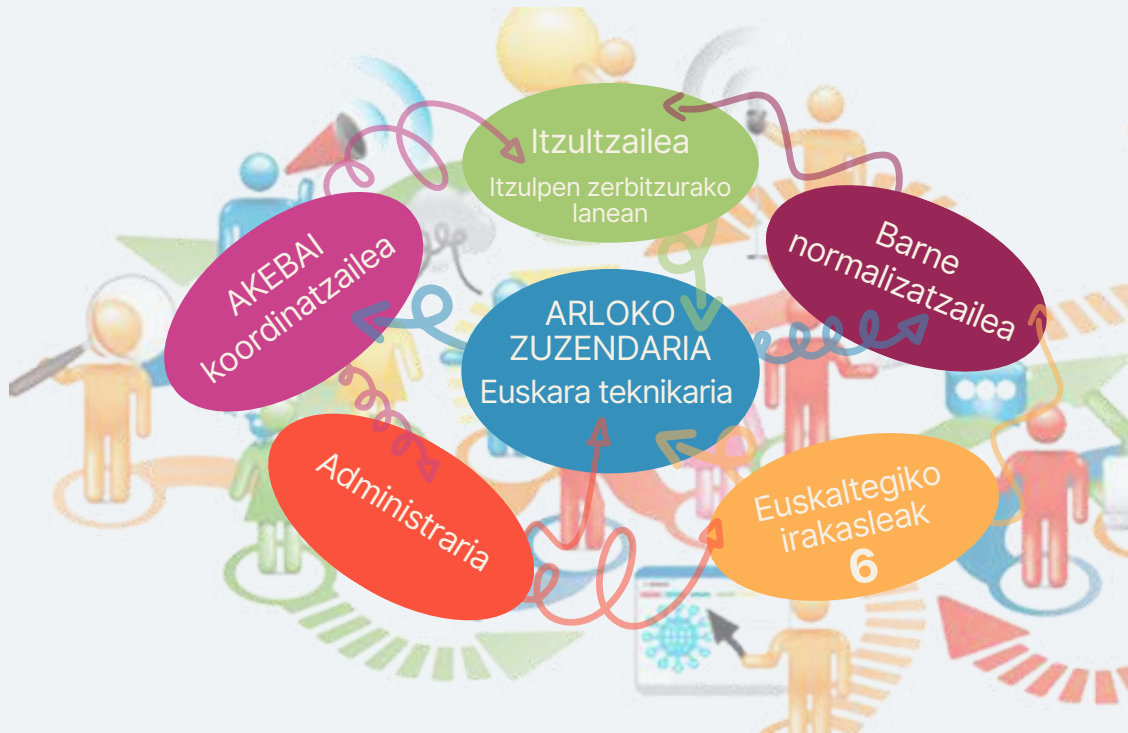 Itzultzailea
Itzulpen zerbitzurako
lanean
AKEBAI
koordinatzailea
Barne
normalizatzailea
ARLOKO
ZUZENDARIA
Euskara teknikaria
Administraria
Euskaltegiko
irakasleak
6